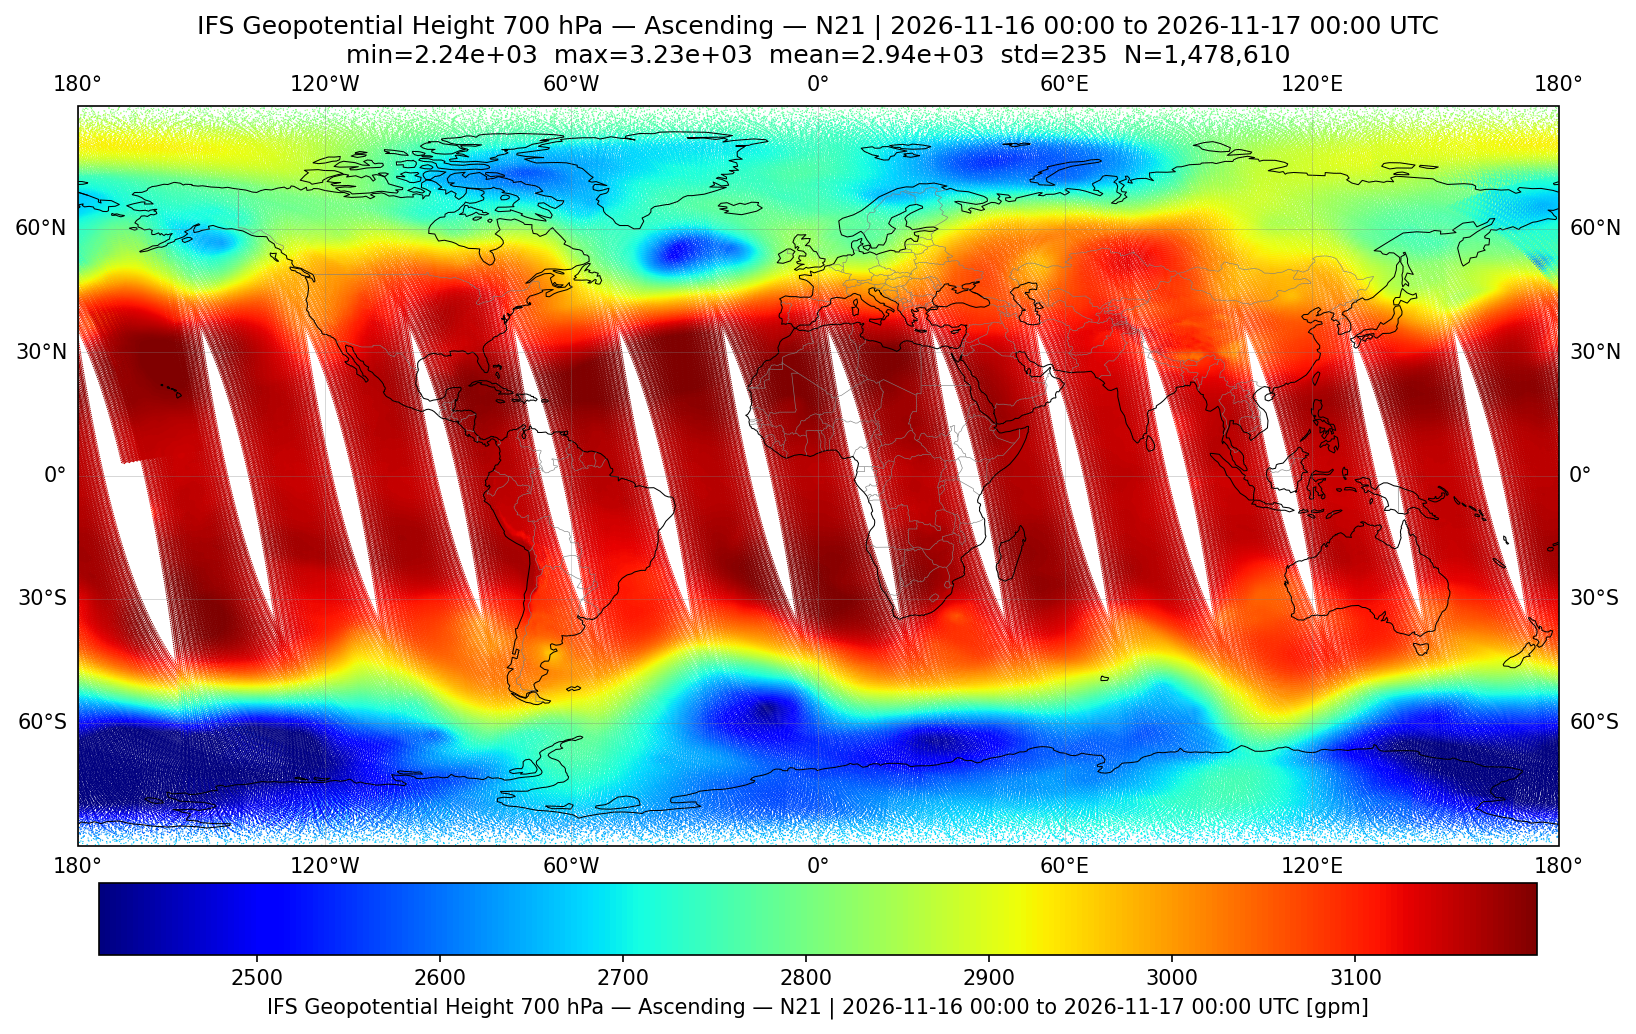 IFS Geopotential Height 700 hPa — Ascending — N21 | 2026-11-16 00:00 to 2026-11-17 00:00 UTC
min=2.24e+03  max=3.23e+03  mean=2.94e+03  std=235  N=1,478,610
180° 120°W 60°W 0° 60°E 120°E 180°
60°N 60°N
30°N 30°N
0° 0°
30°S 30°S
60°S 60°S
180° 120°W 60°W 0° 60°E 120°E 180°
2500 2600 2700 2800 2900 3000 3100
IFS Geopotential Height 700 hPa — Ascending — N21 | 2026-11-16 00:00 to 2026-11-17 00:00 UTC [gpm]